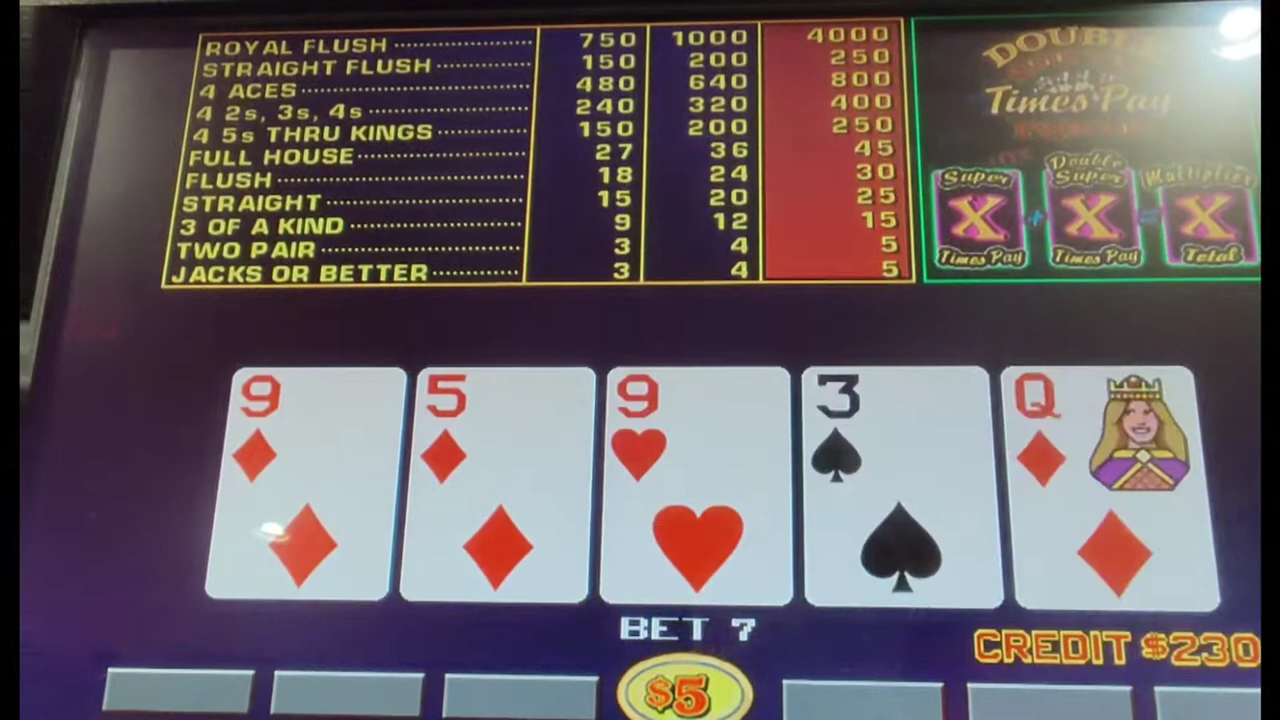 ROYAL FLUSH 750 1000 4000
STRAIGHT FLUSH 150 200 250
4 ACES 480 640 800
4 2s, 3s, 4s 240 320 400
4 5s THRU KINGS 150 200 250
FULL HOUSE 27 36 45
FLUSH 18 24 30
STRAIGHT 15 20 25
3 OF A KIND 9 12 15
TWO PAIR 3 4 5
JACKS OR BETTER 3 4 5
DOUBLE
Times Pay
Super X Times Pay
+
Double Super X Times Pay
=
Multiplier X Total
9
5
9
3
Q
BET 7
CREDIT $230
$5